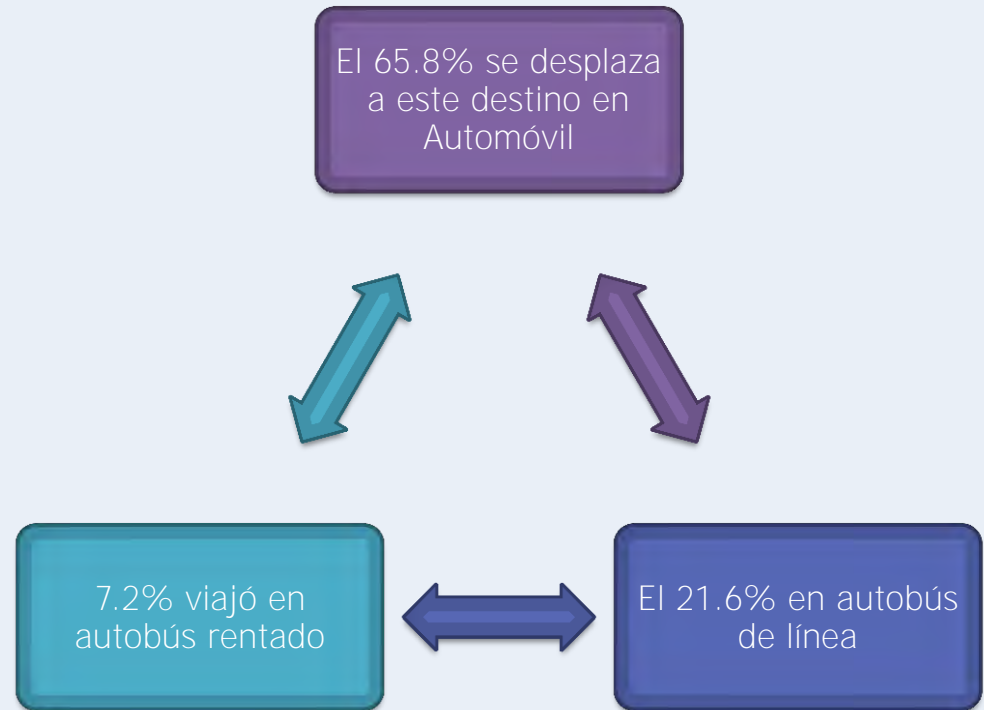 El 65.8% se desplaza
a este destino en
Automóvil
7.2% viajó en
autobús rentado
El 21.6% en autobús
de línea